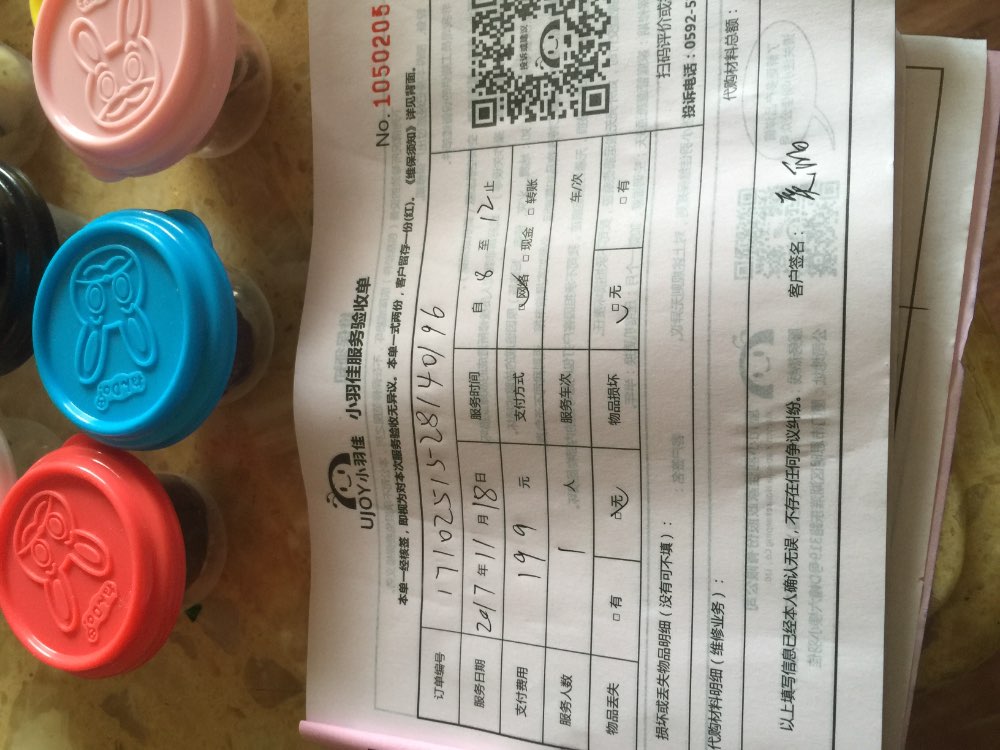 UJOY小羽佳 小羽佳服务验收单
No. 1050205
本单一经核签，即视为对本次服务验收无异议。本单一式两份，客户留存一份(红)。《维保须知》详见背面。
订单编号 17102515-28140196
服务日期 2017年11月18日 服务时间 自 8 至 12 止
支付费用 199 元 支付方式 网络 □现金 □转账
服务人数 1 人 服务车次 车/次
物品丢失 □有 □无 物品损坏 □无 □有
损坏或丢失物品明细（没有可不填）：
投诉或建议
扫码评价或
投诉电话：0592-5
代购材料明细（维修业务）：
代购材料总额：
以上填写信息已经本人确认无误，不存在任何争议纠纷。
客户签名：